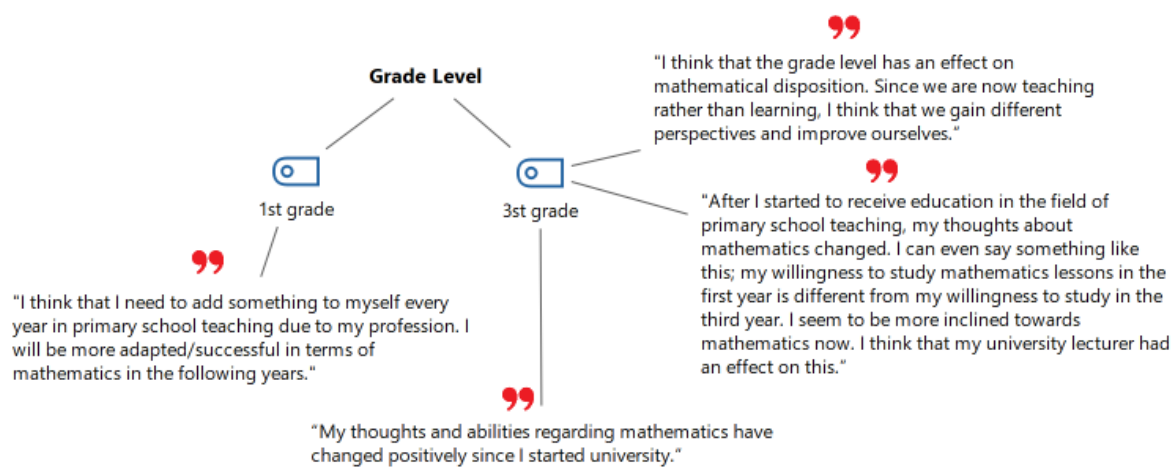 Grade Level
"I think that the grade level has an effect on
mathematical disposition. Since we are now teaching
rather than learning, I think that we gain different
perspectives and improve ourselves."
1st grade
3st grade
"After I started to receive education in the field of
primary school teaching, my thoughts about
mathematics changed. I can even say something like
this; my willingness to study mathematics lessons in the
first year is different from my willingness to study in the
third year. I seem to be more inclined towards
mathematics now. I think that my university lecturer had
an effect on this."
"I think that I need to add something to myself every
year in primary school teaching due to my profession. I
will be more adapted/successful in terms of
mathematics in the following years."
"My thoughts and abilities regarding mathematics have
changed positively since I started university."